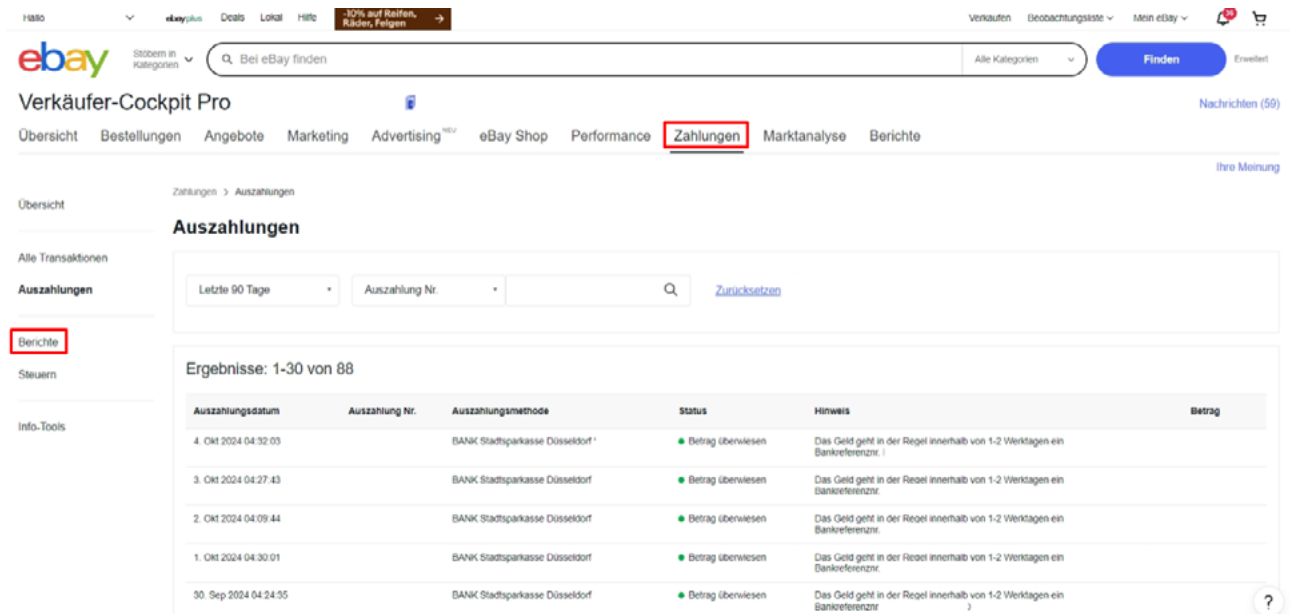 Hallo ebayplus Deals Lokal Hilfe -10% auf Reifen, Räder, Felgen → Verkaufen Beobachtungsliste Mein eBay
ebay Stöbern in Kategorien Bei eBay finden Alle Kategorien Finden Erweitert
Verkäufer-Cockpit Pro Nachrichten (59)
Übersicht Bestellungen Angebote Marketing Advertising NEU eBay Shop Performance Zahlungen Marktanalyse Berichte
Ihre Meinung
Zahlungen > Auszahlungen
Übersicht
Auszahlungen
Alle Transaktionen
Auszahlungen Letzte 90 Tage Auszahlung Nr. Zurücksetzen
Berichte
Ergebnisse: 1-30 von 88
Steuern
Auszahlungsdatum Auszahlung Nr. Auszahlungsmethode Status Hinweis Betrag
Info-Tools
4. Okt 2024 04:32:03 BANK Stadtsparkasse Düsseldorf Betrag überwiesen Das Geld geht in der Regel innerhalb von 1-2 Werktagen ein
Bankreferenznr.
3. Okt 2024 04:27:43 BANK Stadtsparkasse Düsseldorf Betrag überwiesen Das Geld geht in der Regel innerhalb von 1-2 Werktagen ein
Bankreferenznr.
2. Okt 2024 04:09:44 BANK Stadtsparkasse Düsseldorf Betrag überwiesen Das Geld geht in der Regel innerhalb von 1-2 Werktagen ein
Bankreferenznr.
1. Okt 2024 04:30:01 BANK Stadtsparkasse Düsseldorf Betrag überwiesen Das Geld geht in der Regel innerhalb von 1-2 Werktagen ein
Bankreferenznr.
30. Sep 2024 04:24:35 BANK Stadtsparkasse Düsseldorf Betrag überwiesen Das Geld geht in der Regel innerhalb von 1-2 Werktagen ein
Bankreferenznr
?